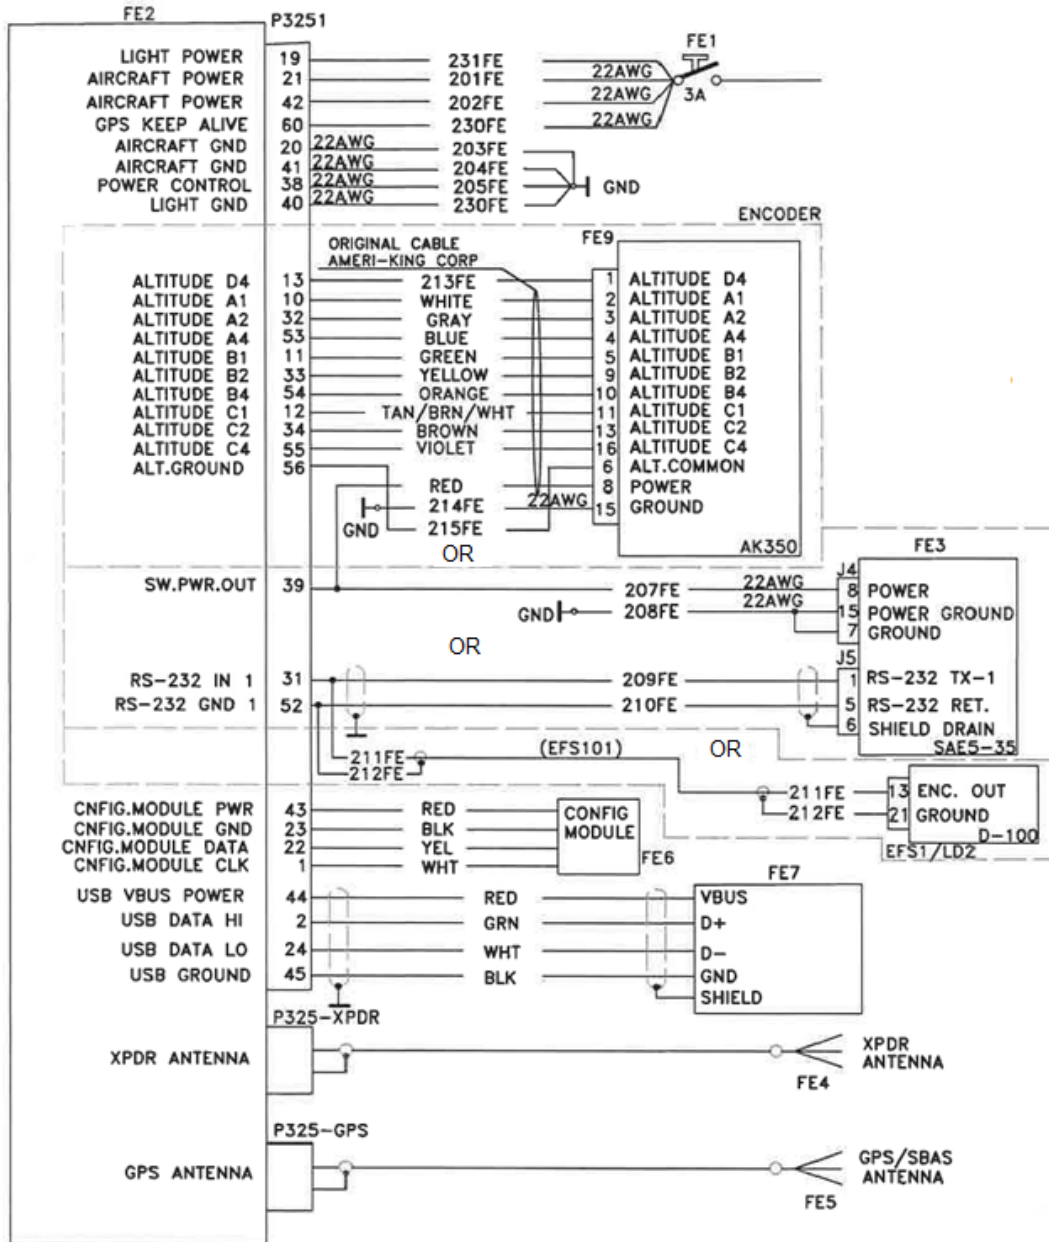 FE2 P3251
LIGHT POWER 19 231FE FE1
AIRCRAFT POWER 21 201FE 22AWG
AIRCRAFT POWER 42 202FE 22AWG 3A
GPS KEEP ALIVE 60 230FE 22AWG
AIRCRAFT GND 20 22AWG 203FE
AIRCRAFT GND 41 22AWG 204FE
POWER CONTROL 38 22AWG 205FE GND
LIGHT GND 40 22AWG 230FE
ENCODER
ORIGINAL CABLE FE9
AMERI-KING CORP
ALTITUDE D4 13 213FE 1 ALTITUDE D4
ALTITUDE A1 10 WHITE 2 ALTITUDE A1
ALTITUDE A2 32 GRAY 3 ALTITUDE A2
ALTITUDE A4 53 BLUE 4 ALTITUDE A4
ALTITUDE B1 11 GREEN 5 ALTITUDE B1
ALTITUDE B2 33 YELLOW 9 ALTITUDE B2
ALTITUDE B4 54 ORANGE 10 ALTITUDE B4
ALTITUDE C1 12 TAN/BRN/WHT 11 ALTITUDE C1
ALTITUDE C2 34 BROWN 13 ALTITUDE C2
ALTITUDE C4 55 VIOLET 16 ALTITUDE C4
ALT.GROUND 56 6 ALT.COMMON
RED 8 POWER
214FE 22AWG 15 GROUND
GND 215FE
OR AK350
FE3
J4
SW.PWR.OUT 39 207FE 22AWG 8 POWER
GND 208FE 22AWG 15 POWER GROUND
7 GROUND
OR
J5
RS-232 IN 1 31 209FE 1 RS-232 TX-1
RS-232 GND 1 52 210FE 5 RS-232 RET.
6 SHIELD DRAIN
SAE5-35
211FE (EFS101) OR
212FE
211FE 13 ENC. OUT
212FE 21 GROUND
D-100
EFS1/LD2
CNFIG.MODULE PWR 43 RED CONFIG
CNFIG.MODULE GND 23 BLK MODULE
CNFIG.MODULE DATA 22 YEL
CNFIG.MODULE CLK 1 WHT FE6
FE7
USB VBUS POWER 44 RED VBUS
USB DATA HI 2 GRN D+
USB DATA LO 24 WHT D-
USB GROUND 45 BLK GND
SHIELD
P325-XPDR
XPDR ANTENNA XPDR
ANTENNA
FE4
P325-GPS
GPS ANTENNA GPS/SBAS
ANTENNA
FE5